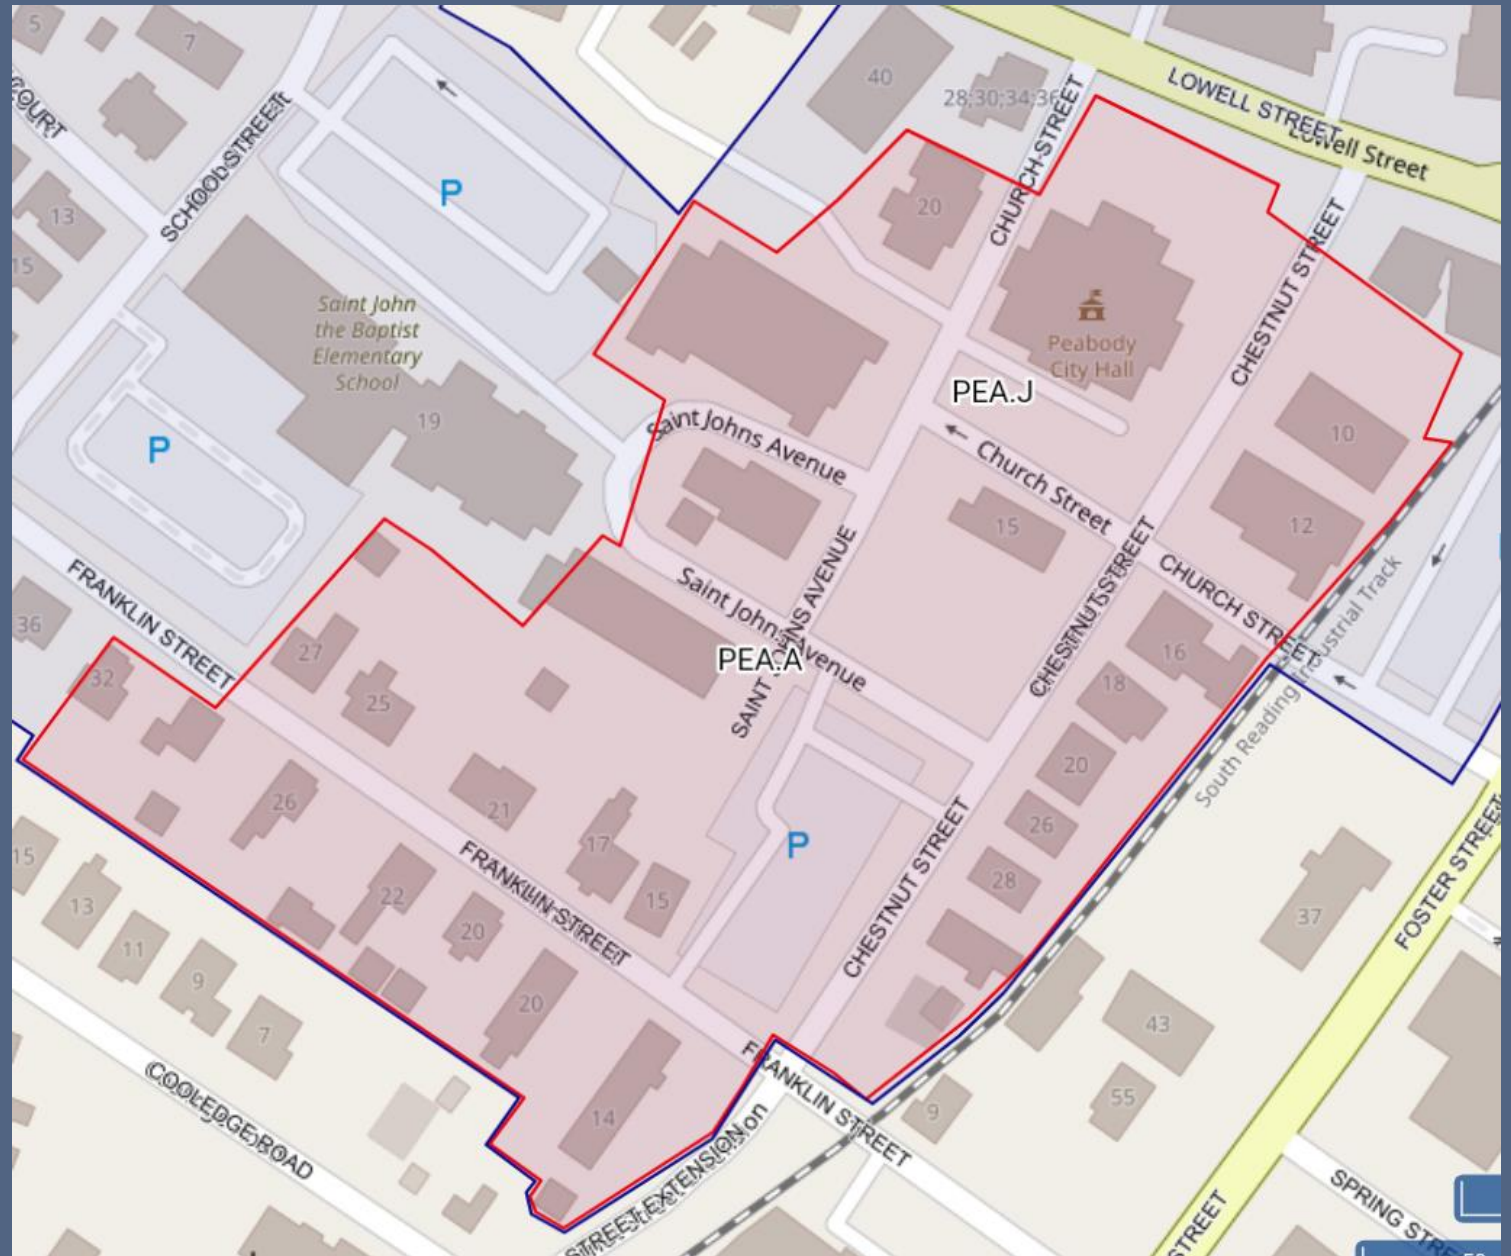 5
7
40
28;30;34;36
LOWELL STREET
Lowell Street
COURT
SCHOOL STREET
CHURCH STREET
P
13
20
CHESTNUT STREET
15
Saint John
the Baptist
Elementary
School
Peabody
City Hall
PEA.J
19
Saint Johns Avenue
Church Street
10
P
15
12
FRANKLIN STREET
SAINT JOHNS AVENUE
CHESTNUT STREET
CHURCH STREET
South Reading Industrial Track
36
32
27
25
Saint Johns Avenue
PEA.A
16
18
20
26
21
17
15
P
26
28
CHESTNUT STREET
FOSTER STREET
FRANKLIN STREET
22
20
20
15
13
11
9
7
37
43
55
9
COOLEDGE ROAD
14
FRANKLIN STREET
STREET EXTENSION
SPRING STRE
STREET